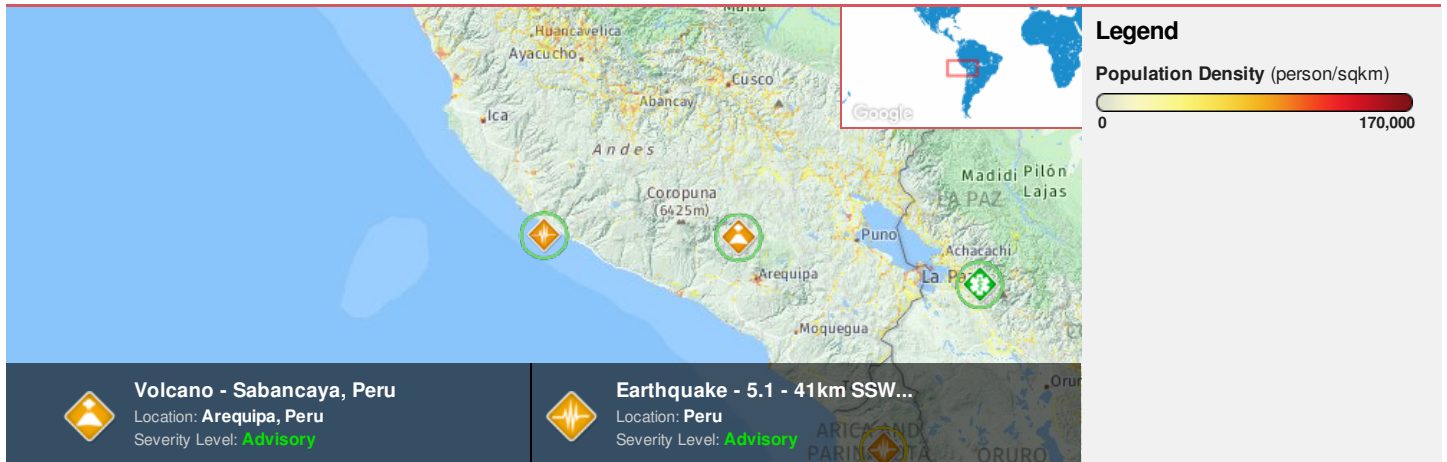 Huancavelica
Ayacucho
Cusco
Abancay
Ica
Andes
Coropuna
(6425m)
Puno
Arequipa
Moquegua
Madidi Pilón
Lajas
LA PAZ
Achacachi
La Paz
Google
Legend
Population Density (person/sqkm)
0 170,000
Volcano - Sabancaya, Peru
Location: Arequipa, Peru
Severity Level: Advisory
Earthquake - 5.1 - 41km SSW...
Location: Peru
Severity Level: Advisory
ARICA AND
ORURO